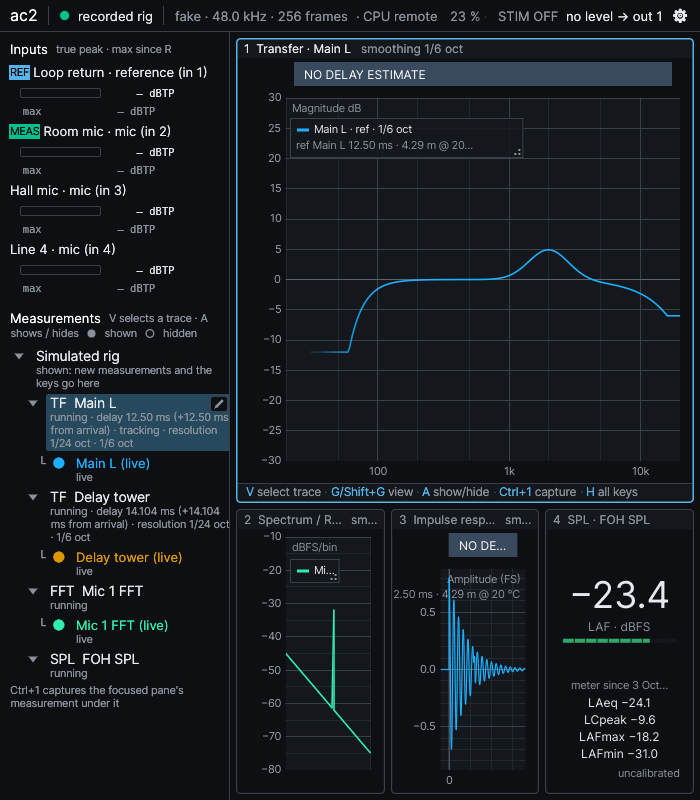 ac2 recorded rig fake · 48.0 kHz · 256 frames · CPU remote 23 % STIM OFF no level → out 1
Inputs true peak · max since R
REF Loop return · reference (in 1)
— dBTP
max — dBTP
MEAS Room mic · mic (in 2)
— dBTP
max — dBTP
Hall mic · mic (in 3)
— dBTP
max — dBTP
Line 4 · mic (in 4)
— dBTP
max — dBTP
Measurements V selects a trace · A
shows / hides shown hidden
Simulated rig
shown: new measurements and the
keys go here
TF Main L
running · delay 12.50 ms (+12.50 ms
from arrival) · tracking · resolution
1/24 oct · 1/6 oct
Main L (live)
live
TF Delay tower
running · delay 14.104 ms (+14.104
ms from arrival) · resolution 1/24 oct
· 1/6 oct
Delay tower (live)
live
FFT Mic 1 FFT
running
Mic 1 FFT (live)
live
SPL FOH SPL
running
Ctrl+1 captures the focused pane's
measurement under it
1 Transfer · Main L smoothing 1/6 oct
NO DELAY ESTIMATE
Magnitude dB
Main L · ref · 1/6 oct
ref Main L 12.50 ms · 4.29 m @ 20…
30
25
20
15
10
5
0
−5
−10
−15
−20
−25
−30
100 1k 10k
V select trace · G/Shift+G view · A show/hide · Ctrl+1 capture · H all keys
2 Spectrum / R… sm…
dBFS/bin
Mi…
−10
−20
−30
−40
−50
−60
−70
−80
3 Impulse resp… sm…
NO DE…
Amplitude (FS)
2.50 ms · 4.29 m @ 20 °C
0.5
0.0
−0.5
0
4 SPL · FOH SPL
−23.4
LAF · dBFS
meter since 3 Oct…
LAeq −24.1
LCpeak −9.6
LAFmax −18.2
LAFmin −31.0
uncalibrated